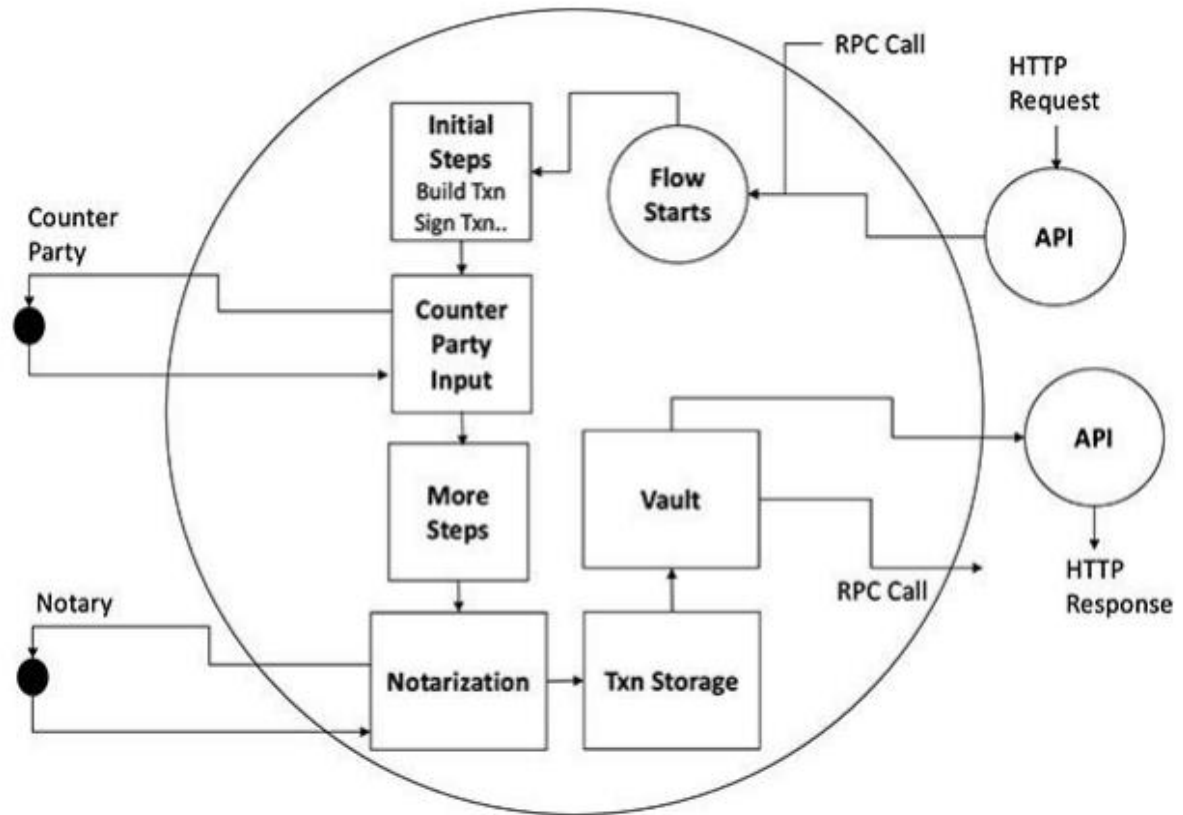 RPC Call
HTTP
Request
Initial
Steps
Build Txn
Sign Txn..
Flow
Starts
API
Counter
Party
Counter
Party
Input
API
More
Steps
Vault
RPC Call
HTTP
Response
Notary
Notarization
Txn Storage